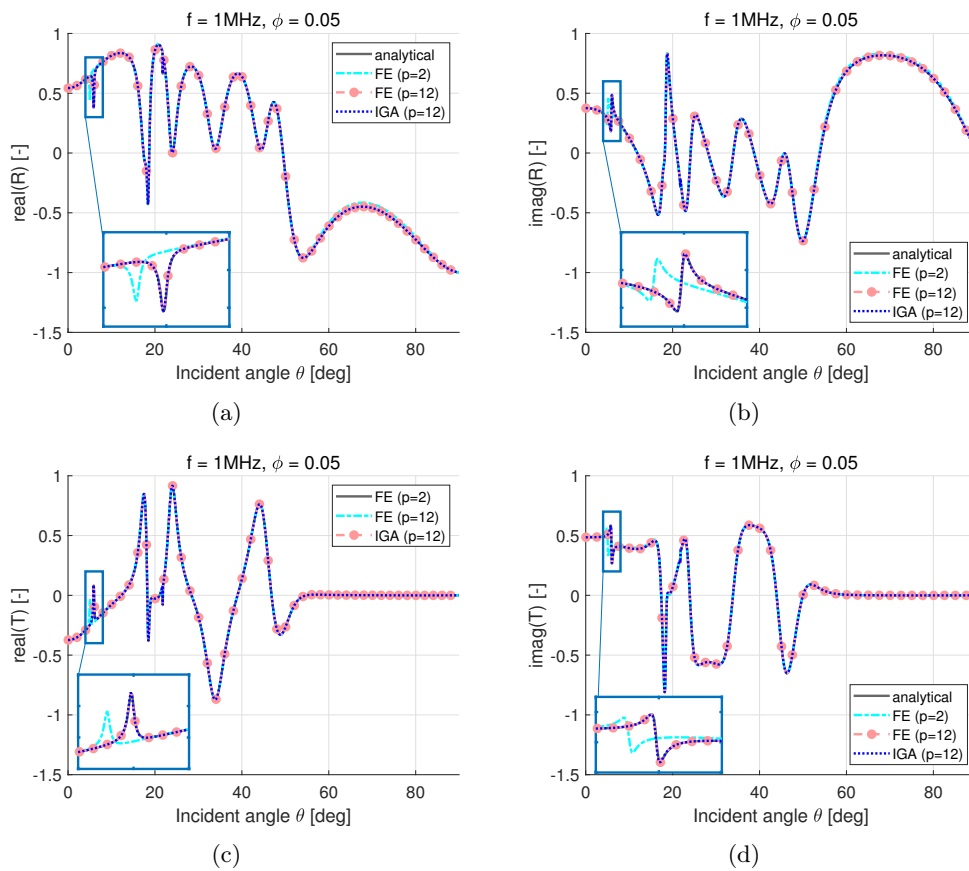 f = 1MHz, ϕ = 0.05
1
0.5
0
-0.5
-1
-1.5
real(R) [-]
analytical
FE (p=2)
FE (p=12)
IGA (p=12)
0 20 40 60 80
Incident angle θ [deg]
(a)
f = 1MHz, ϕ = 0.05
1
0.5
0
-0.5
-1
-1.5
imag(R) [-]
analytical
FE (p=2)
FE (p=12)
IGA (p=12)
0 20 40 60 80
Incident angle θ [deg]
(b)
f = 1MHz, ϕ = 0.05
1
0.5
0
-0.5
-1
-1.5
real(T) [-]
FE (p=2)
FE (p=12)
IGA (p=12)
0 20 40 60 80
Incident angle θ [deg]
(c)
f = 1MHz, ϕ = 0.05
1
0.5
0
-0.5
-1
-1.5
imag(T) [-]
analytical
FE (p=2)
FE (p=12)
IGA (p=12)
0 20 40 60 80
Incident angle θ [deg]
(d)